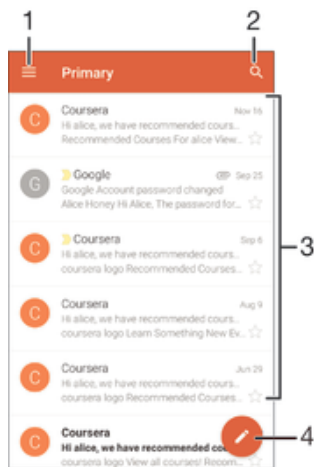 1
2
Primary
C
Coursera
Nov 16
Hi alice, we have recommended cours...
Recommended Courses For alice View...
G
Google
Sep 25
Google Account password changed
Alice Honey Hi Alice, The password for...
C
Coursera
Sep 6
Hi alice, we have recommended cours...
coursera logo Recommended Courses...
3
C
Coursera
Aug 9
Hi alice, we have recommended cours...
coursera logo Learn Something New Ev...
C
Coursera
Jun 29
Hi alice, we have recommended cours...
coursera logo Recommended Courses...
C
Coursera
Hi alice, we have recommended co
coursera logo View all courses! Recom...
4